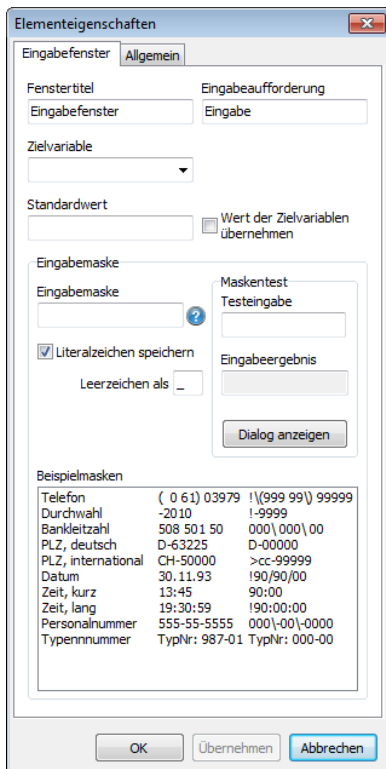 Elementeigenschaften
Eingabefenster Allgemein
Fenstertitel Eingabeaufforderung
Eingabefenster Eingabe
Zielvariable
Standardwert
Wert der Zielvariablen
übernehmen
Eingabemaske
Eingabemaske
Maskentest
Testeingabe
Literalzeichen speichern
Leerzeichen als _
Eingabeergebnis
Dialog anzeigen
Beispielmasken
Telefon ( 0 61) 03979 !\(999 99\) 99999
Durchwahl -2010 !-9999
Bankleitzahl 508 501 50 000\ 000\ 00
PLZ, deutsch D-63225 D-00000
PLZ, international CH-50000 >cc-99999
Datum 30.11.93 !90/90/00
Zeit, kurz 13:45 90:00
Zeit, lang 19:30:59 !90:00:00
Personalnummer 555-55-5555 000\-00\-0000
Typennnummer TypNr: 987-01 TypNr: 000-00
OK Übernehmen Abbrechen